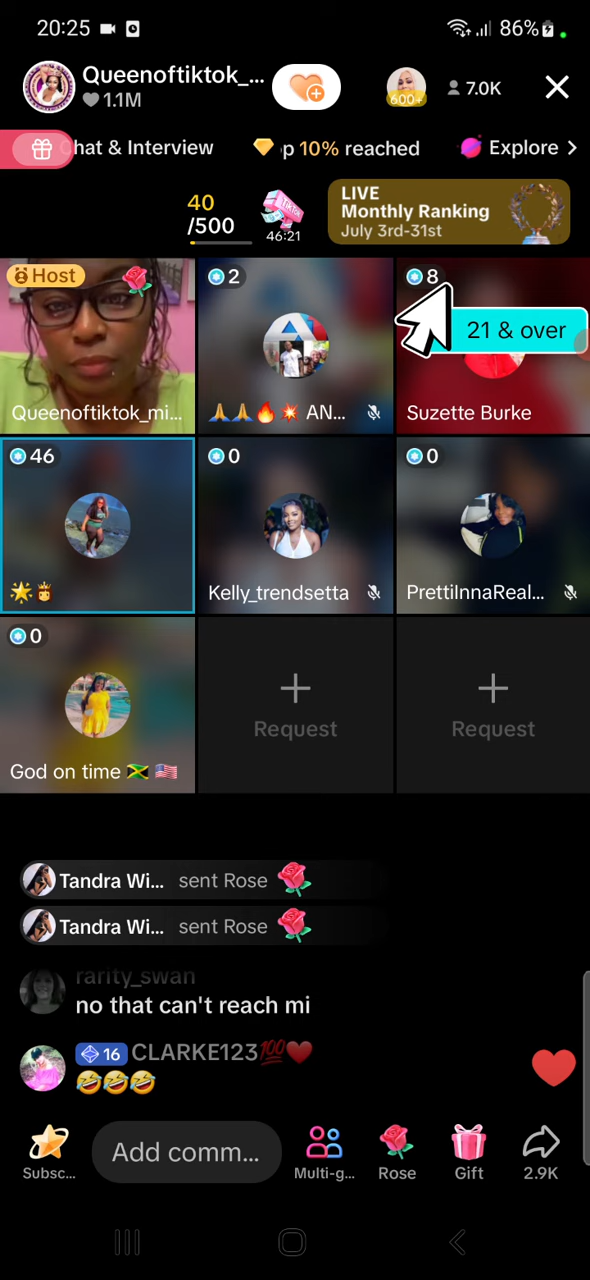 20:25
86%
Queenoftiktok_...
1.1M
600+
7.0K
Chat & Interview
p 10% reached
Explore >
40
/500
TIKTOK
46:21
LIVE
Monthly Ranking
July 3rd-31st
Host
2
8
21 & over
Queenoftiktok_mi...
🙏🙏🔥💥 AN...
Suzette Burke
46
0
0
🌟👸
Kelly_trendsetta
PrettiInnaReal...
0
Request
Request
God on time 🇯🇲 🇺🇸
Tandra Wi... sent Rose
Tandra Wi... sent Rose
rarity_swan
no that can't reach mi
16 CLARKE123💯❤️
🤣🤣🤣
Add comm...
Subsc...
Multi-g...
Rose
Gift
2.9K